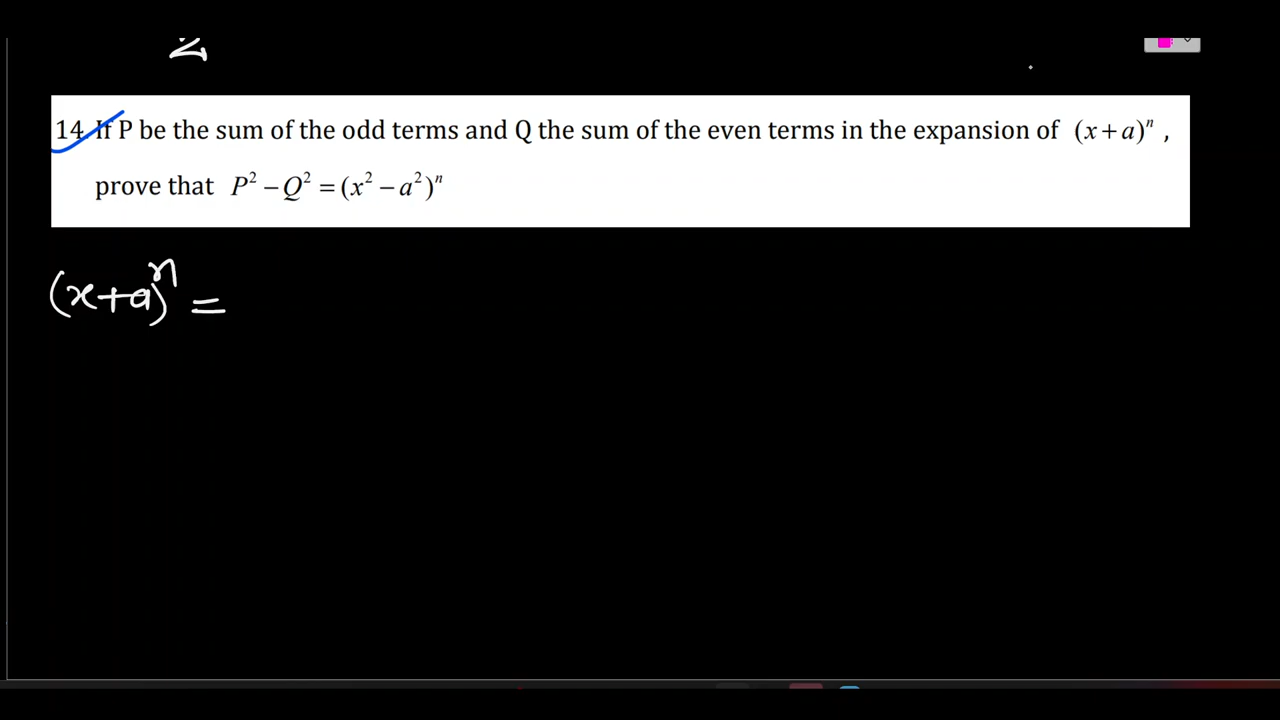 14. If P be the sum of the odd terms and Q the sum of the even terms in the expansion of (x+a)ⁿ ,
prove that P² − Q² = (x² − a²)ⁿ
(x+a)ⁿ =